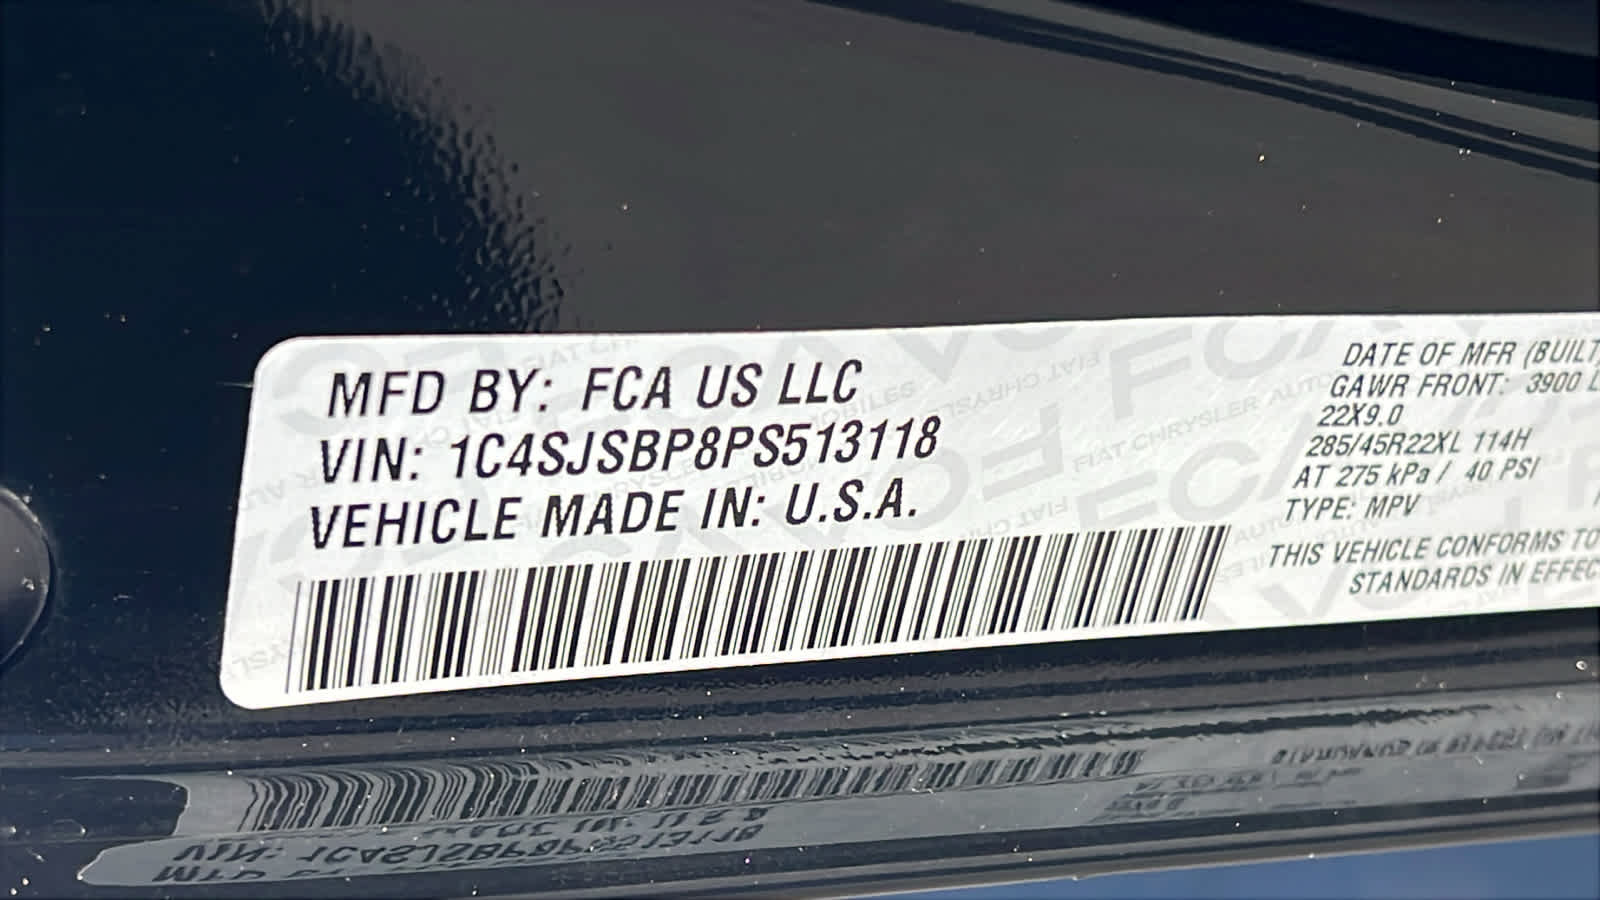 MFD BY: FCA US LLC
VIN: 1C4SJSBP8PS513118
VEHICLE MADE IN: U.S.A.
DATE OF MFR (BUILT)
GAWR FRONT: 3900 L
22X9.0
285/45R22XL 114H
AT 275 kPa / 40 PSI
TYPE: MPV
THIS VEHICLE CONFORMS TO
STANDARDS IN EFFEC